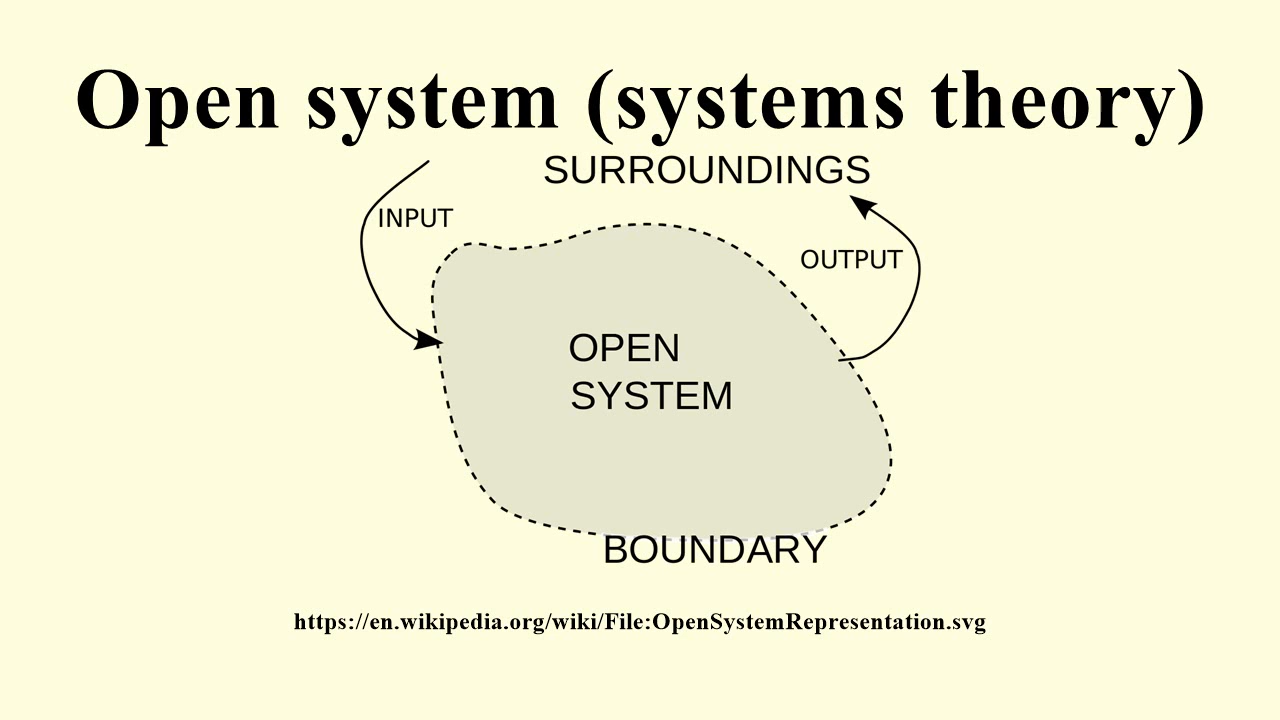 Open system (systems theory)
SURROUNDINGS
INPUT
OUTPUT
OPEN
SYSTEM
BOUNDARY
https://en.wikipedia.org/wiki/File:OpenSystemRepresentation.svg